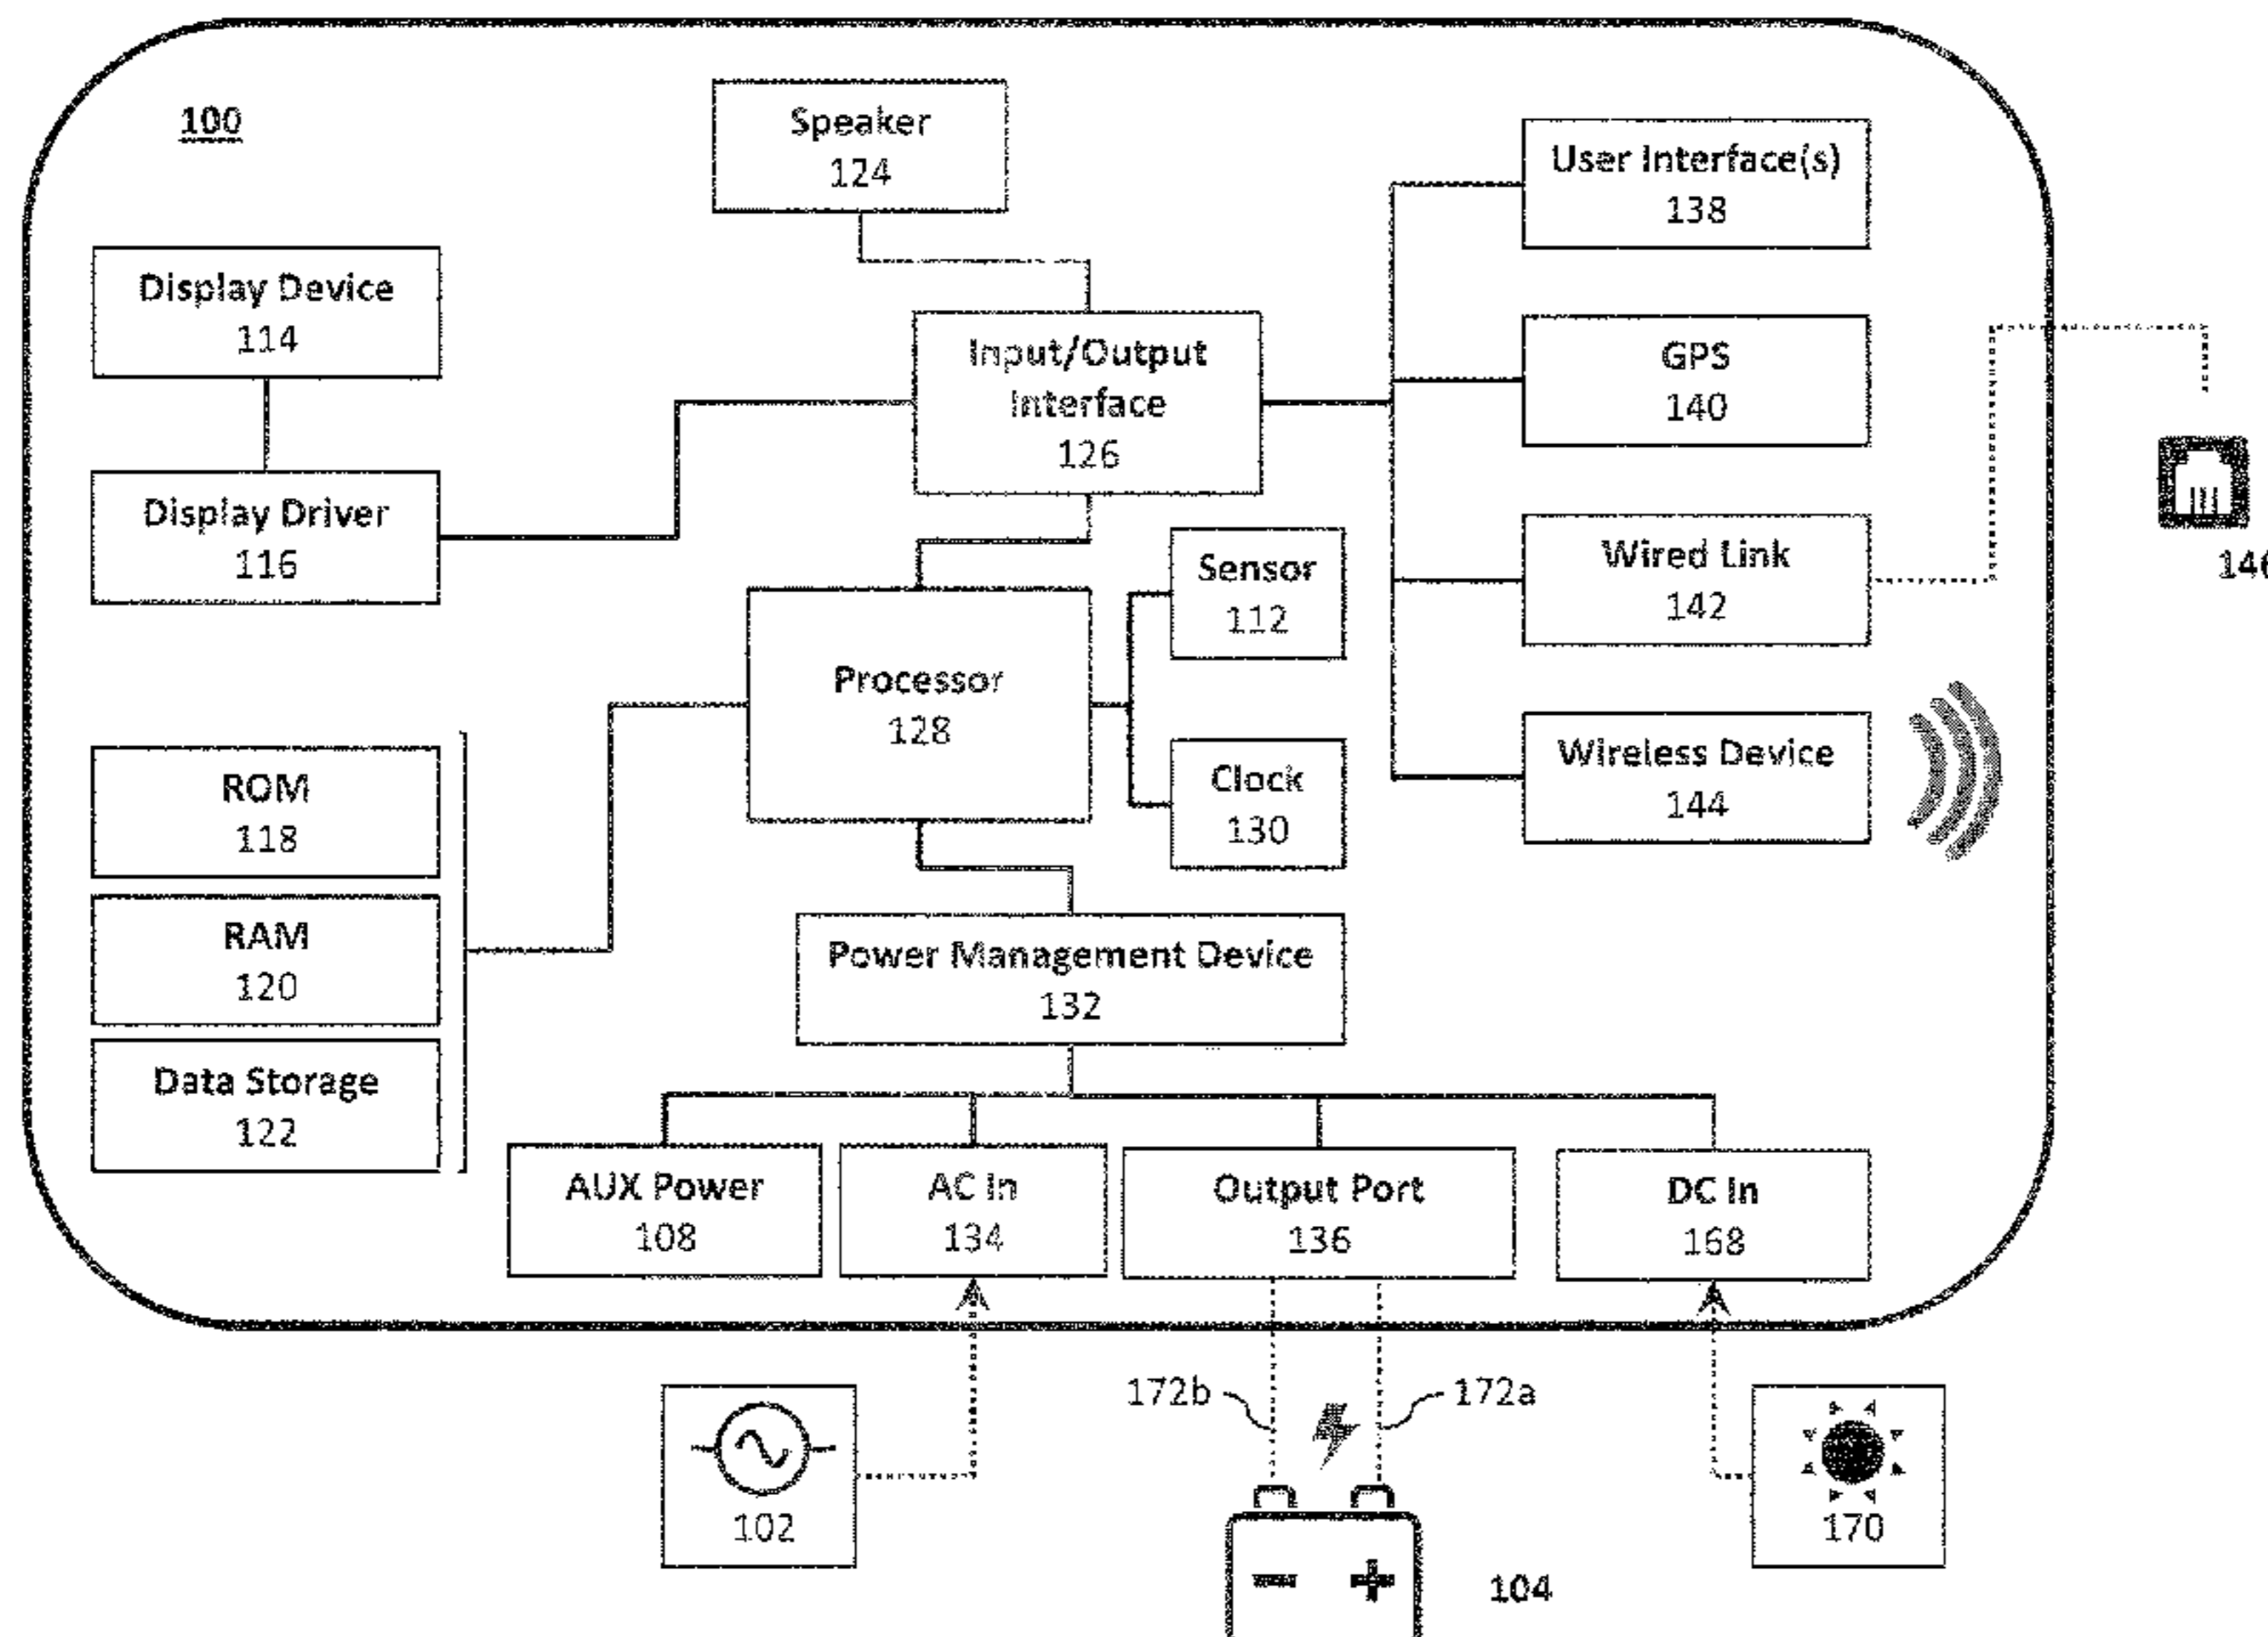 100
Speaker
124
User Interface(s)
138
Display Device
114
Input/Output
Interface
126
GPS
140
Display Driver
116
Sensor
112
Wired Link
142
Processor
128
Clock
130
Wireless Device
144
ROM
118
RAM
120
Data Storage
122
Power Management Device
132
AUX Power
108
AC In
134
Output Port
136
DC In
168
172b
172a
102
170
104